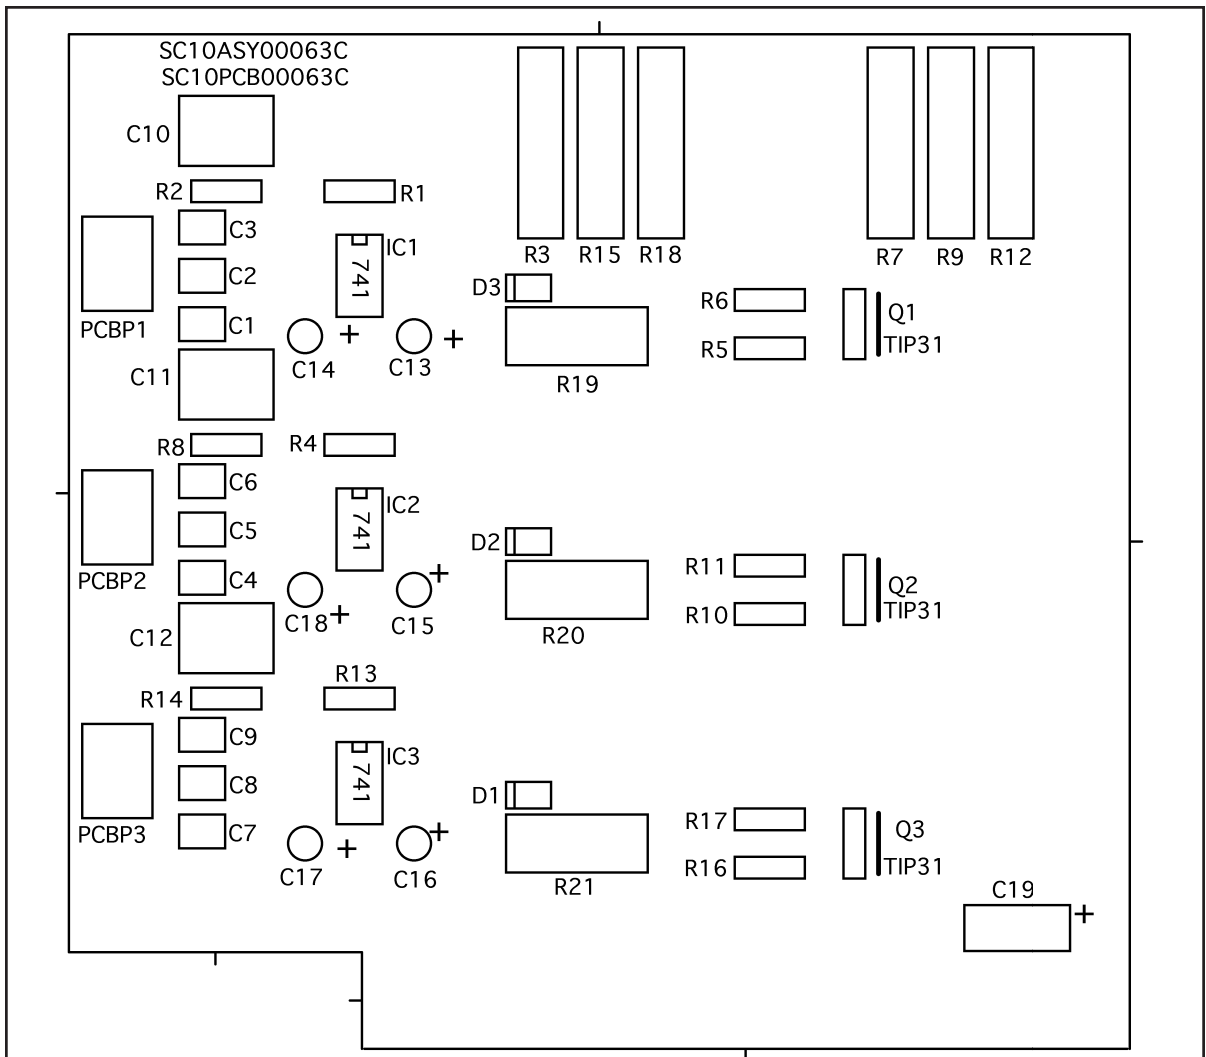 SC10ASY00063C
SC10PCB00063C
C10
R2
R1
C3
IC1
741
C2
PCBP1
C1
C14
+
C13
+
C11
R3
R15
R18
R7
R9
R12
D3
R19
R6
R5
Q1
TIP31
R8
R4
C6
IC2
741
C5
PCBP2
C4
C18
+
C15
+
C12
D2
R20
R11
R10
Q2
TIP31
R14
R13
C9
IC3
741
C8
PCBP3
C7
C17
+
C16
+
D1
R21
R17
R16
Q3
TIP31
C19
+